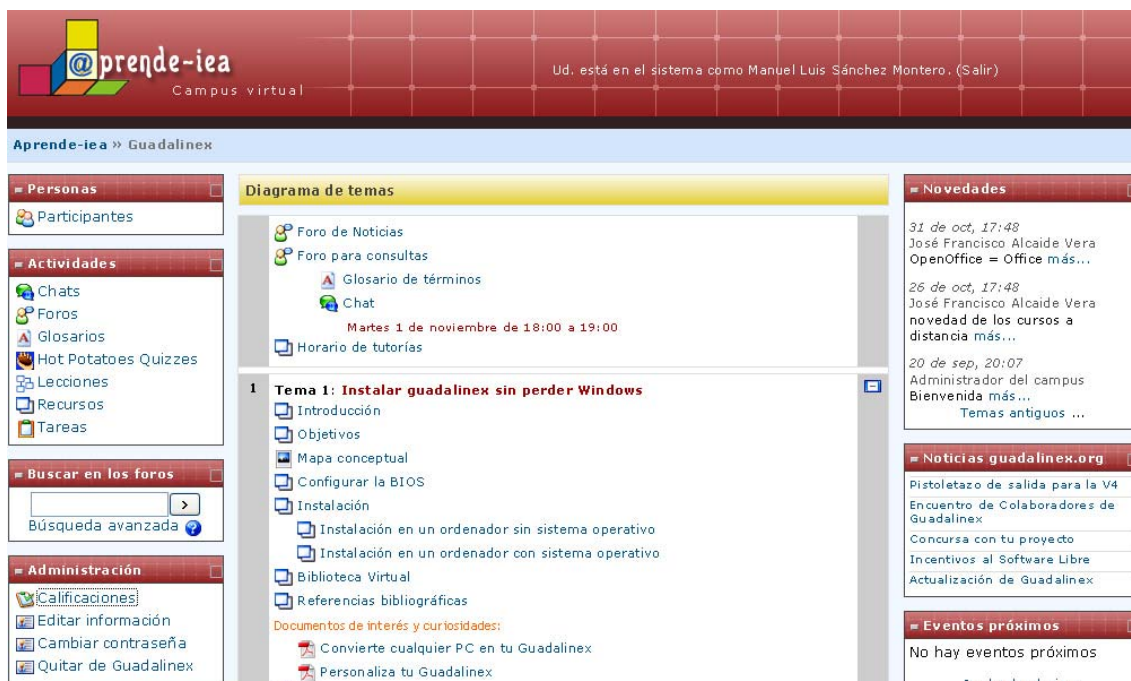 @prende-iea
Campus virtual
Ud. está en el sistema como Manuel Luis Sánchez Montero. (Salir)
Aprende-iea » Guadalinex
Personas
Participantes
Actividades
Chats
Foros
Glosarios
Hot Potatoes Quizzes
Lecciones
Recursos
Tareas
Buscar en los foros
>
Búsqueda avanzada ?
Administración
Calificaciones
Editar información
Cambiar contraseña
Quitar de Guadalinex
Diagrama de temas
Foro de Noticias
Foro para consultas
Glosario de términos
Chat
Martes 1 de noviembre de 18:00 a 19:00
Horario de tutorías
1 Tema 1: Instalar guadalinex sin perder Windows
Introducción
Objetivos
Mapa conceptual
Configurar la BIOS
Instalación
Instalación en un ordenador sin sistema operativo
Instalación en un ordenador con sistema operativo
Biblioteca Virtual
Referencias bibliográficas
Documentos de interés y curiosidades:
Convierte cualquier PC en tu Guadalinex
Personaliza tu Guadalinex
Novedades
31 de oct, 17:48
José Francisco Alcaide Vera
OpenOffice = Office más...
26 de oct, 17:48
José Francisco Alcaide Vera
novedad de los cursos a
distancia más...
20 de sep, 20:07
Administrador del campus
Bienvenida más...
Temas antiguos ...
Noticias guadalinex.org
Pistoletazo de salida para la V4
Encuentro de Colaboradores de
Guadalinex
Concursa con tu proyecto
Incentivos al Software Libre
Actualización de Guadalinex
Eventos próximos
No hay eventos próximos